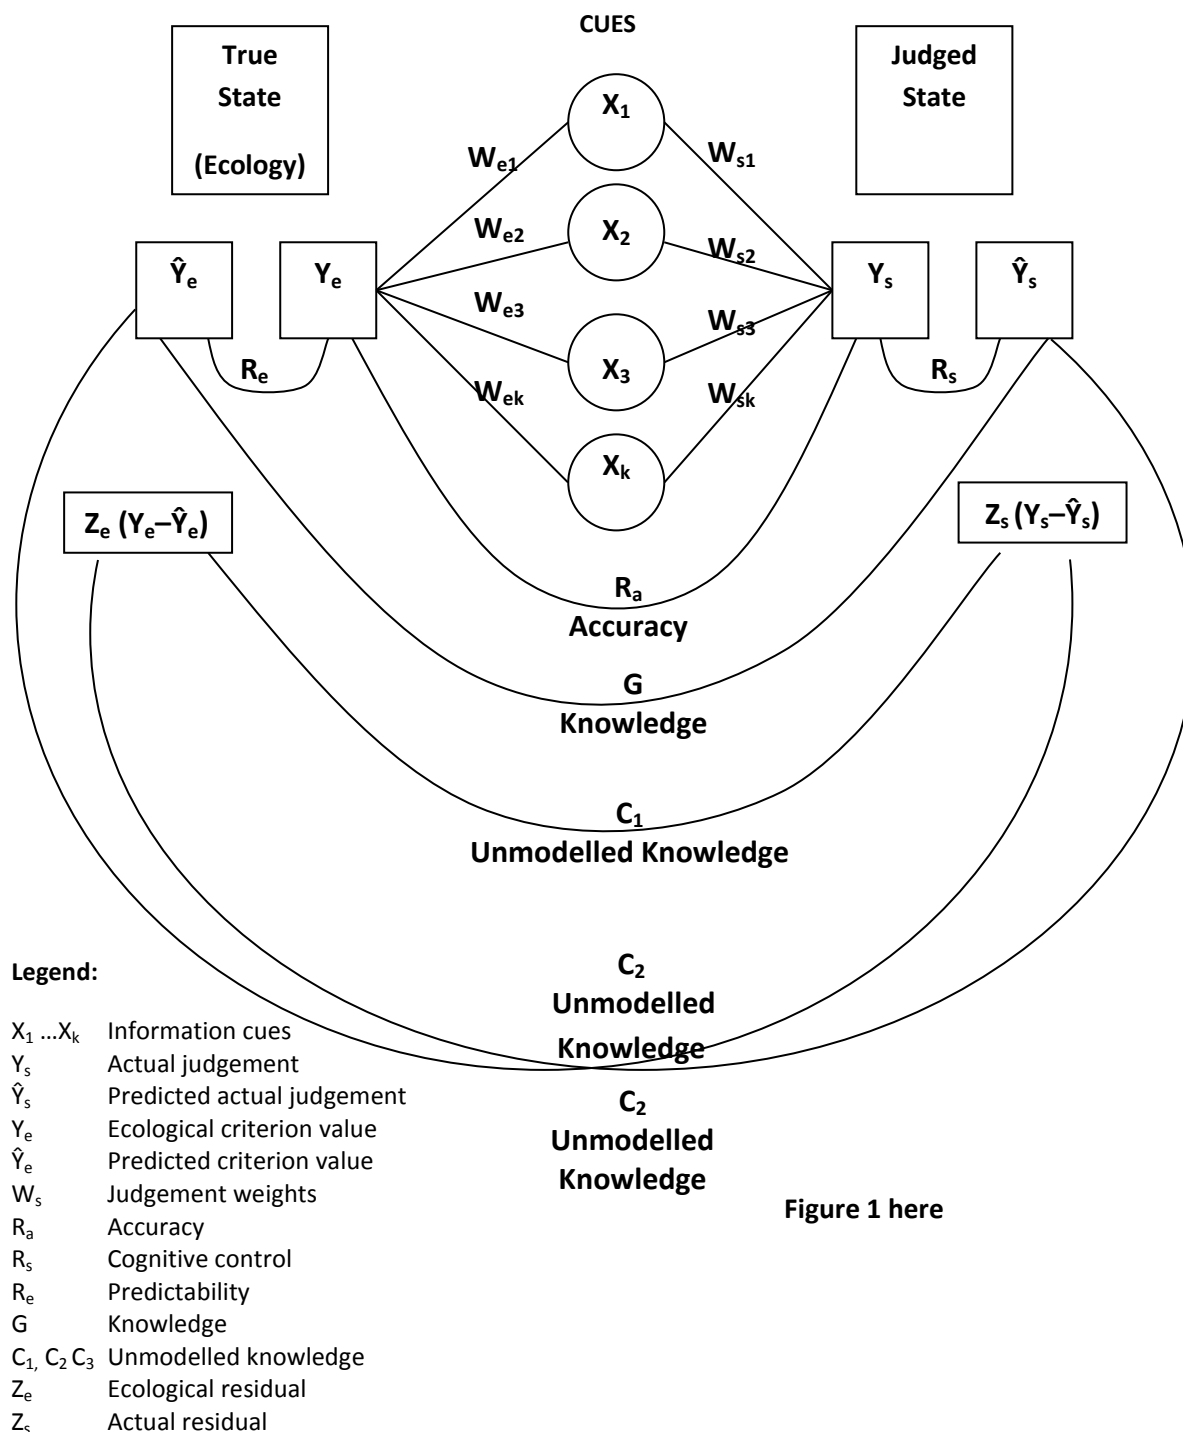 CUES
True
State
(Ecology)
Judged
State
X₁
Wₑ₁
Wₛ₁
X₂
Wₑ₂
Wₛ₂
Ŷₑ
Yₑ
Yₛ
Ŷₛ
Wₑ₃
Wₛ₃
X₃
Rₑ
Rₛ
Wₑₖ
Wₛₖ
Xₖ
Zₑ (Yₑ–Ŷₑ)
Zₛ (Yₛ–Ŷₛ)
Rₐ
Accuracy
G
Knowledge
C₁
Unmodelled Knowledge
C₂
Unmodelled
Knowledge
C₂
Unmodelled
Knowledge
Figure 1 here
Legend:
X₁ ...Xₖ Information cues
Yₛ Actual judgement
Ŷₛ Predicted actual judgement
Yₑ Ecological criterion value
Ŷₑ Predicted criterion value
Wₛ Judgement weights
Rₐ Accuracy
Rₛ Cognitive control
Rₑ Predictability
G Knowledge
C₁, C₂ C₃ Unmodelled knowledge
Zₑ Ecological residual
Zₛ Actual residual